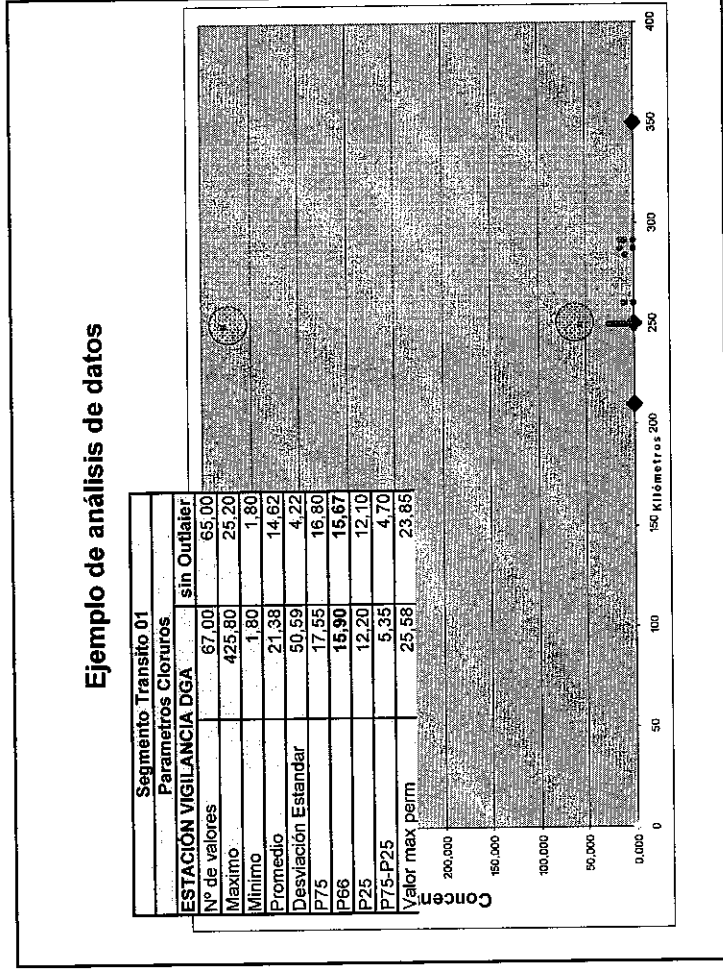 Ejemplo de análisis de datos
Segmento Transito 01
Parametros Cloruros
ESTACIÓN VIGILANCIA DGA sin Outlaier
Nº de valores 67,00 65,00
Maximo 425,80 25,20
Minimo 1,80 1,80
Promedio 21,38 14,62
Desviación Estandar 50,59 4,22
P75 17,55 16,80
P66 15,90 15,67
P25 12,20 12,10
P75-P25 5,35 4,70
Valor max perm 25,58 23,85
Concen
200,000
150,000
100,000
50,000
0,000
0 50 100 150 200 250 300 350 400
Kilómetros